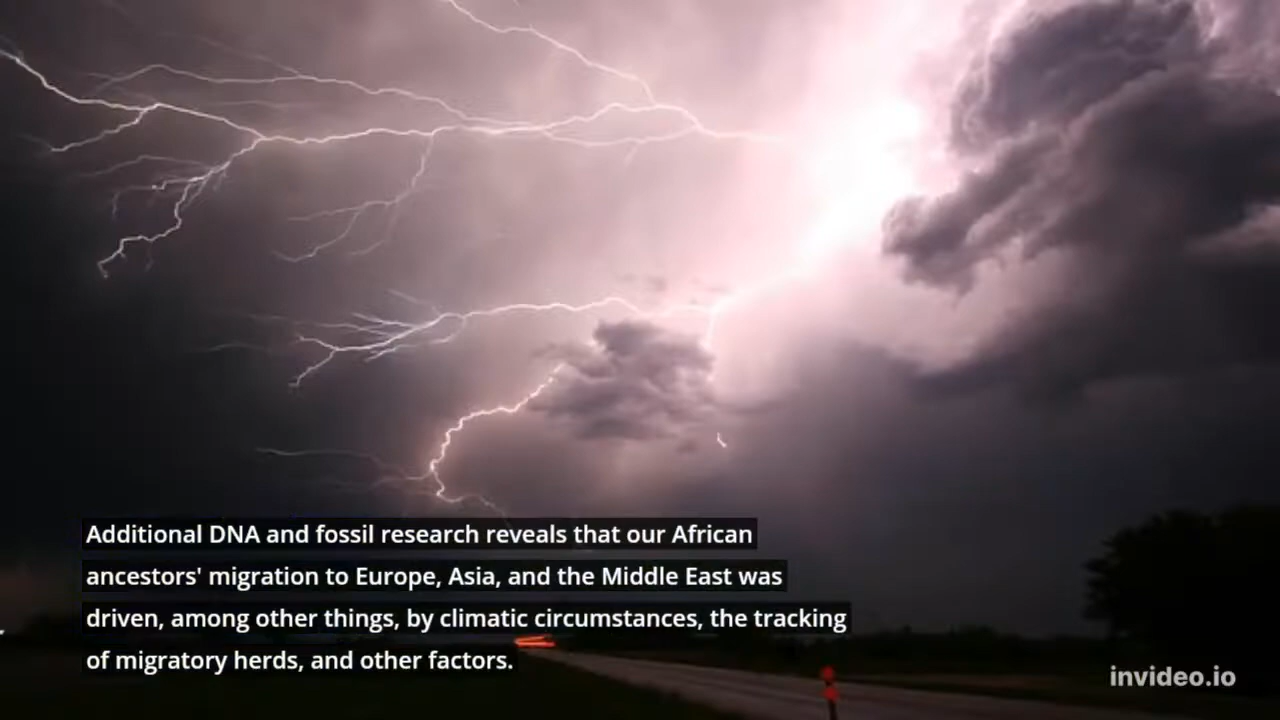 Additional DNA and fossil research reveals that our African
ancestors' migration to Europe, Asia, and the Middle East was
driven, among other things, by climatic circumstances, the tracking
of migratory herds, and other factors.
invideo.io